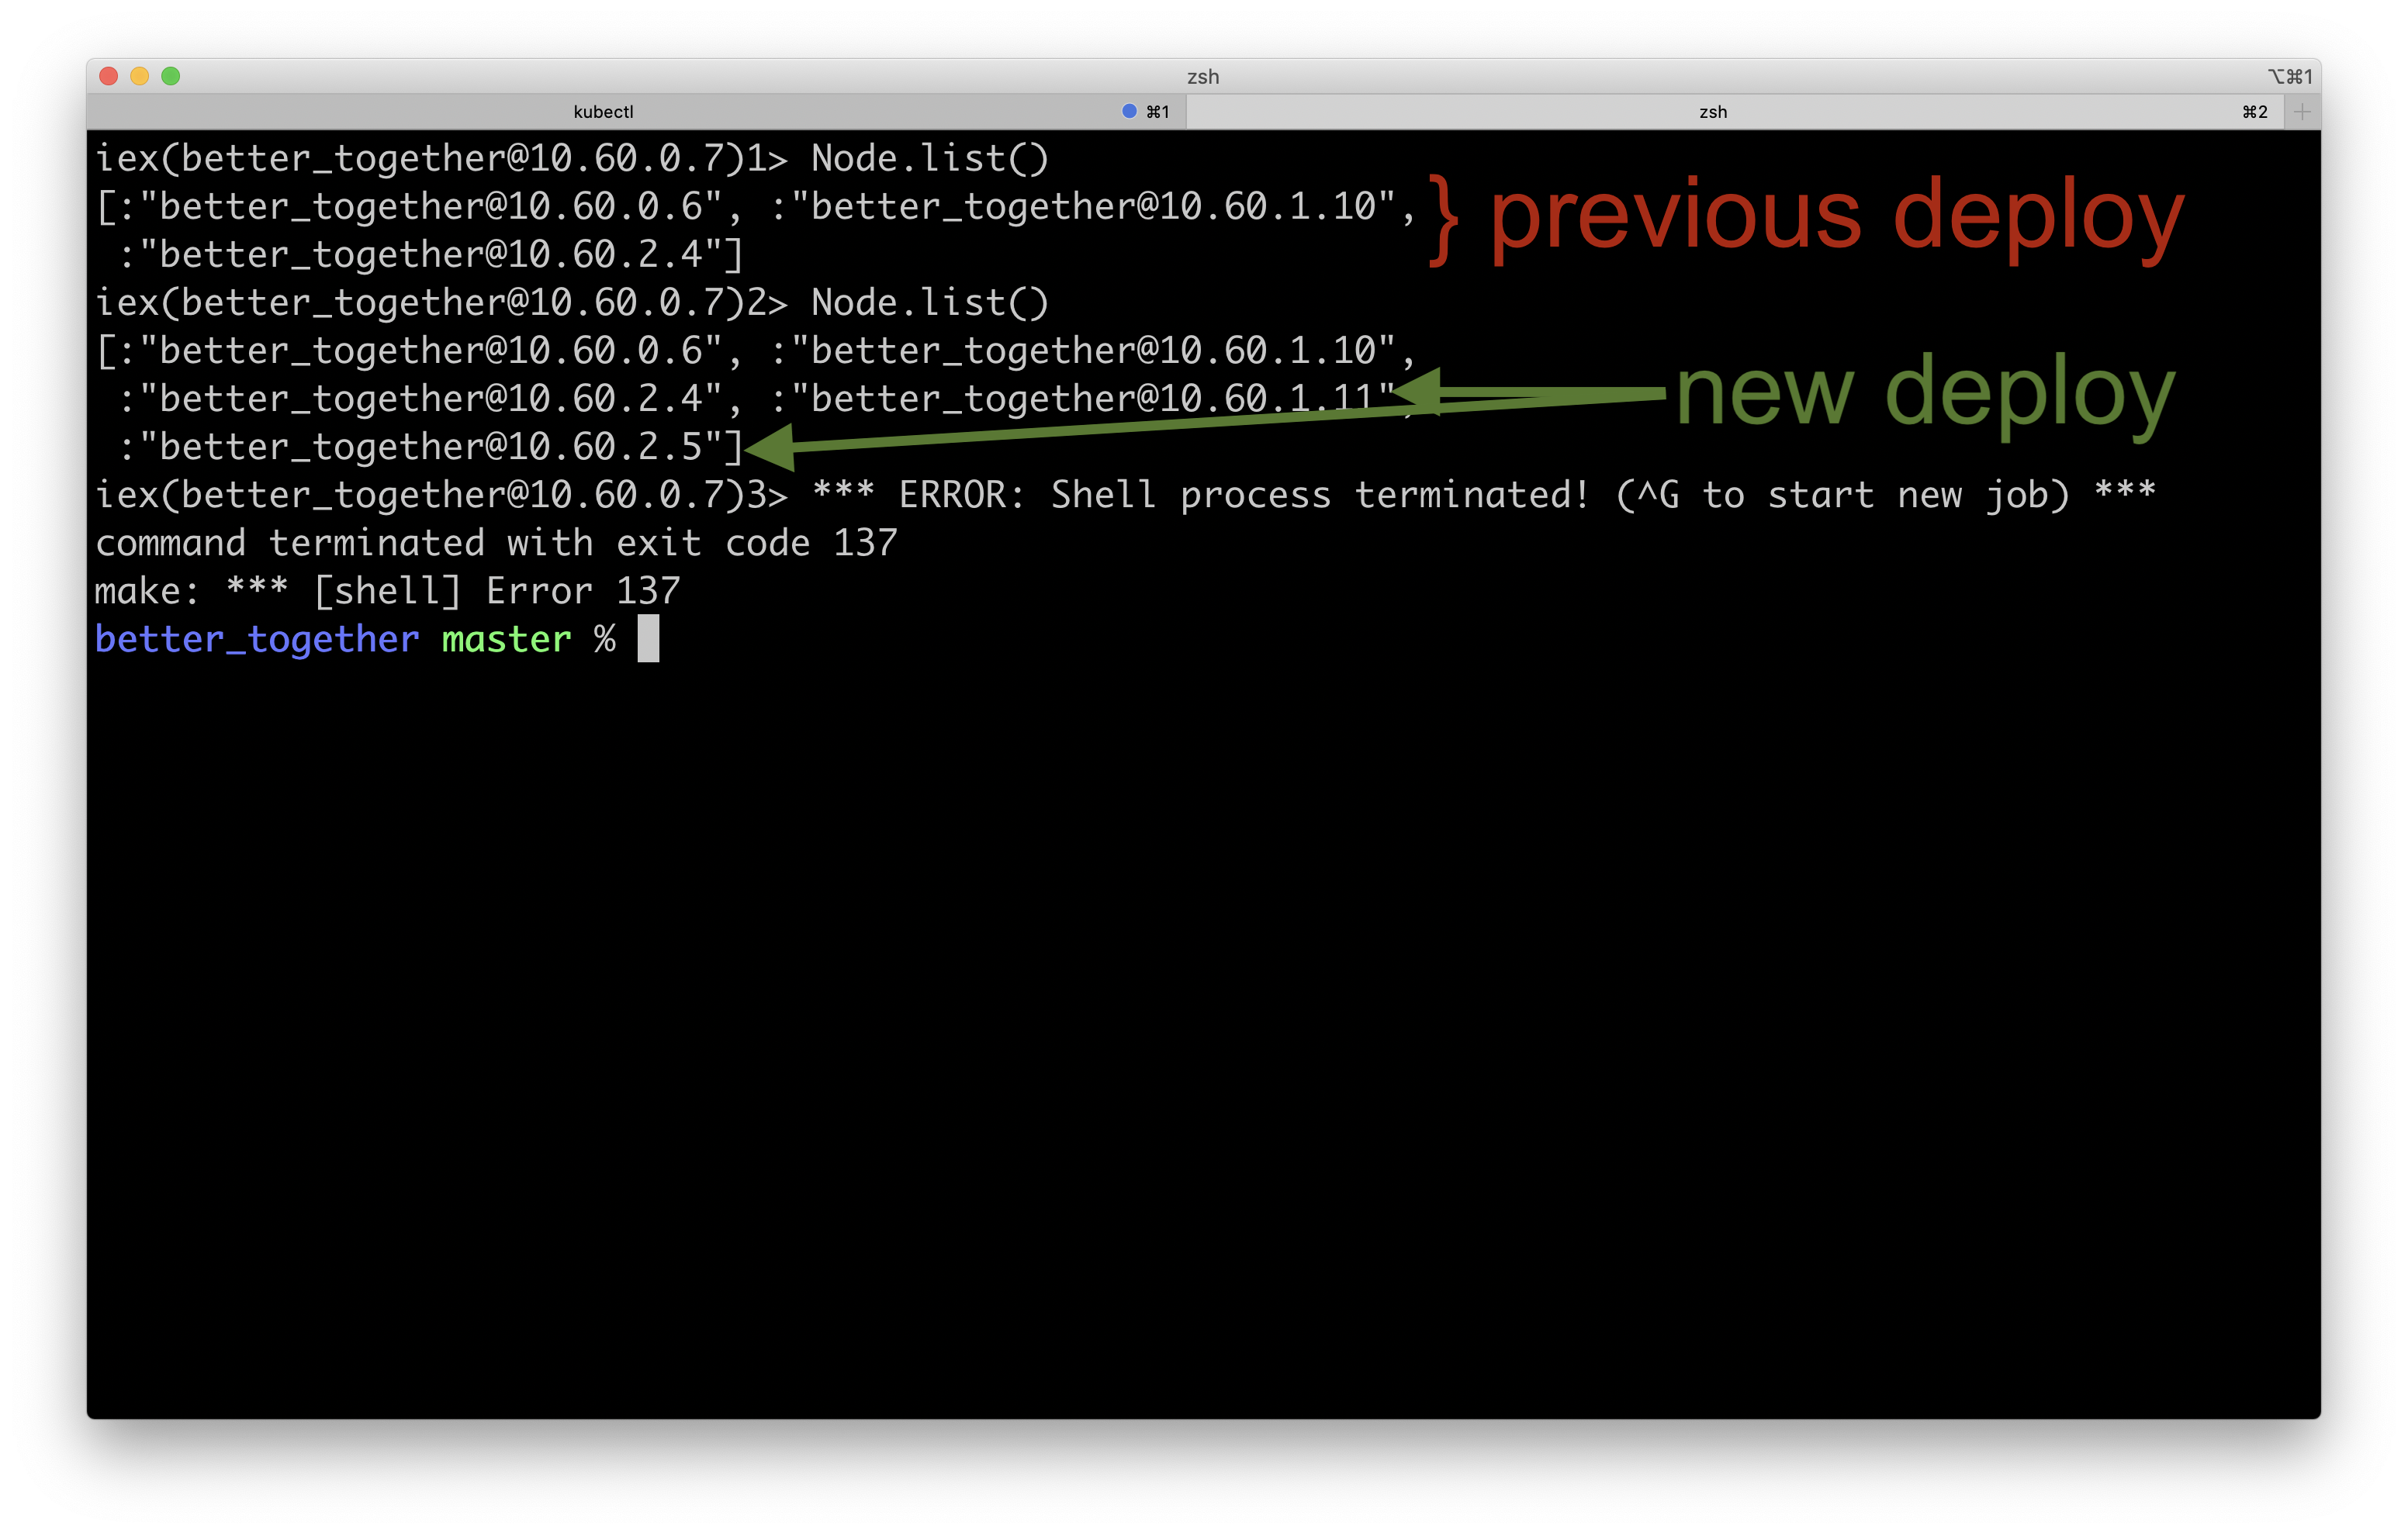 zsh
⌥⌘1
kubectl
⌘1
zsh
⌘2
iex(better_together@10.60.0.7)1> Node.list()
[:"better_together@10.60.0.6", :"better_together@10.60.1.10",
} previous deploy
:"better_together@10.60.2.4"]
iex(better_together@10.60.0.7)2> Node.list()
[:"better_together@10.60.0.6", :"better_together@10.60.1.10",
:"better_together@10.60.2.4", :"better_together@10.60.1.11",
new deploy
:"better_together@10.60.2.5"]
iex(better_together@10.60.0.7)3> *** ERROR: Shell process terminated! (^G to start new job) ***
command terminated with exit code 137
make: *** [shell] Error 137
better_together master %